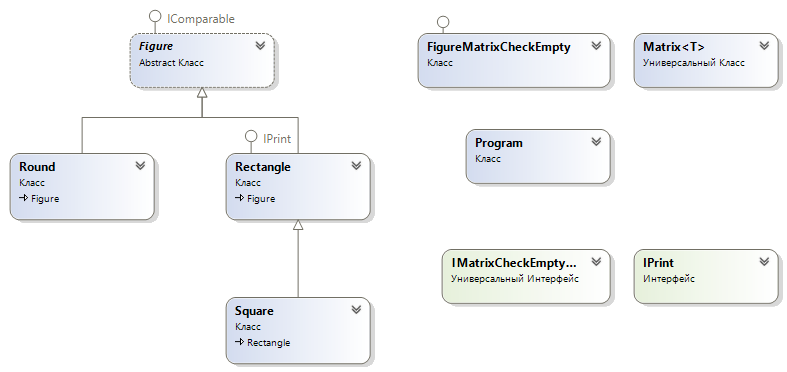 IComparable
Figure
Abstract Класс
FigureMatrixCheckEmpty
Класс
Matrix<T>
Универсальный Класс
Program
Класс
IPrint
Round
Класс
Figure
Rectangle
Класс
Figure
IMatrixCheckEmpty...
Универсальный Интерфейс
IPrint
Интерфейс
Square
Класс
Rectangle